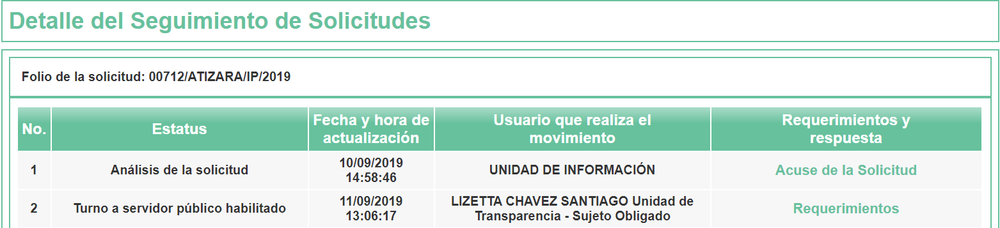 Detalle del Seguimiento de Solicitudes
Folio de la solicitud: 00712/ATIZARA/IP/2019
No.
Estatus
Fecha y hora de
actualización
Usuario que realiza el
movimiento
Requerimientos y
respuesta
1
Análisis de la solicitud
10/09/2019
14:58:46
UNIDAD DE INFORMACIÓN
Acuse de la Solicitud
2
Turno a servidor público habilitado
11/09/2019
13:06:17
LIZETTA CHAVEZ SANTIAGO Unidad de
Transparencia - Sujeto Obligado
Requerimientos